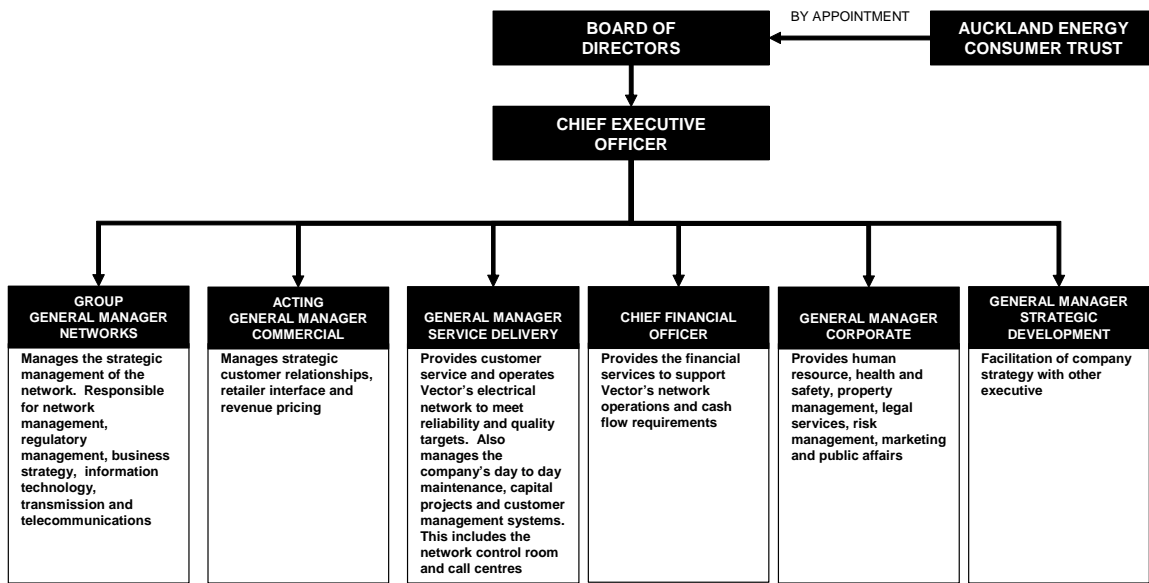 BY APPOINTMENT
BOARD OF
DIRECTORS
AUCKLAND ENERGY
CONSUMER TRUST
CHIEF EXECUTIVE
OFFICER
GROUP
GENERAL MANAGER
NETWORKS
Manages the strategic
management of the
network. Responsible
for network
management,
regulatory
management, business
strategy, information
technology,
transmission and
telecommunications
ACTING
GENERAL MANAGER
COMMERCIAL
Manages strategic
customer relationships,
retailer interface and
revenue pricing
GENERAL MANAGER
SERVICE DELIVERY
Provides customer
service and operates
Vector's electrical
network to meet
reliability and quality
targets. Also
manages the
company's day to day
maintenance, capital
projects and customer
management systems.
This includes the
network control room
and call centres
CHIEF FINANCIAL
OFFICER
Provides the financial
services to support
Vector's network
operations and cash
flow requirements
GENERAL MANAGER
CORPORATE
Provides human
resource, health and
safety, property
management, legal
services, risk
management, marketing
and public affairs
GENERAL MANAGER
STRATEGIC
DEVELOPMENT
Facilitation of company
strategy with other
executive